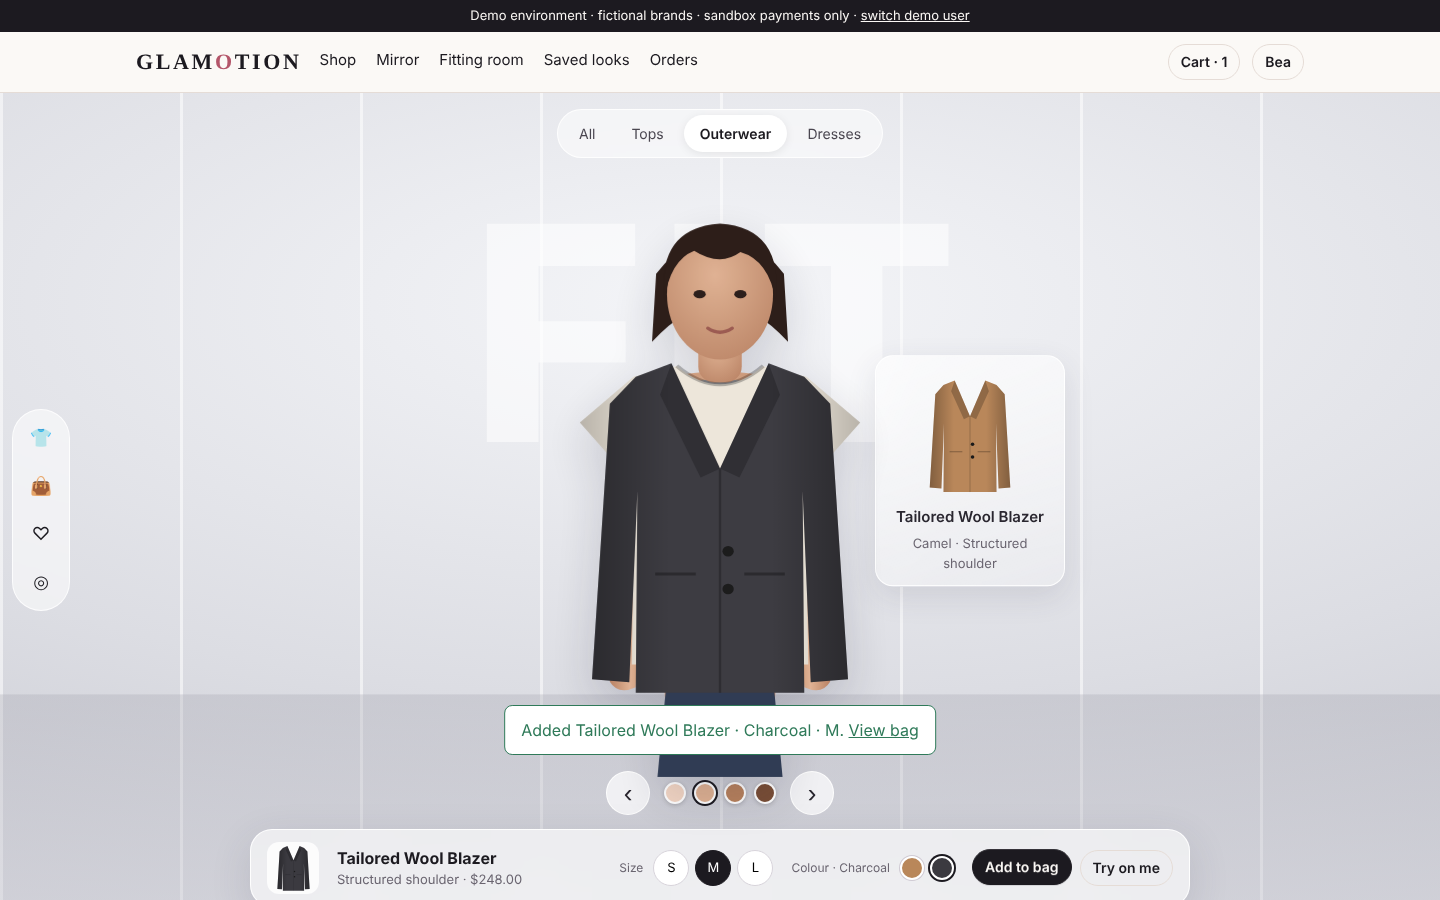 Demo environment · fictional brands · sandbox payments only · switch demo user
GLAMOTION Shop Mirror Fitting room Saved looks Orders Cart · 1 Bea
All Tops Outerwear Dresses
FIT
Tailored Wool Blazer
Camel · Structured
shoulder
Added Tailored Wool Blazer · Charcoal · M. View bag
‹ ›
Tailored Wool Blazer
Structured shoulder · $248.00
Size S M L Colour · Charcoal Add to bag Try on me